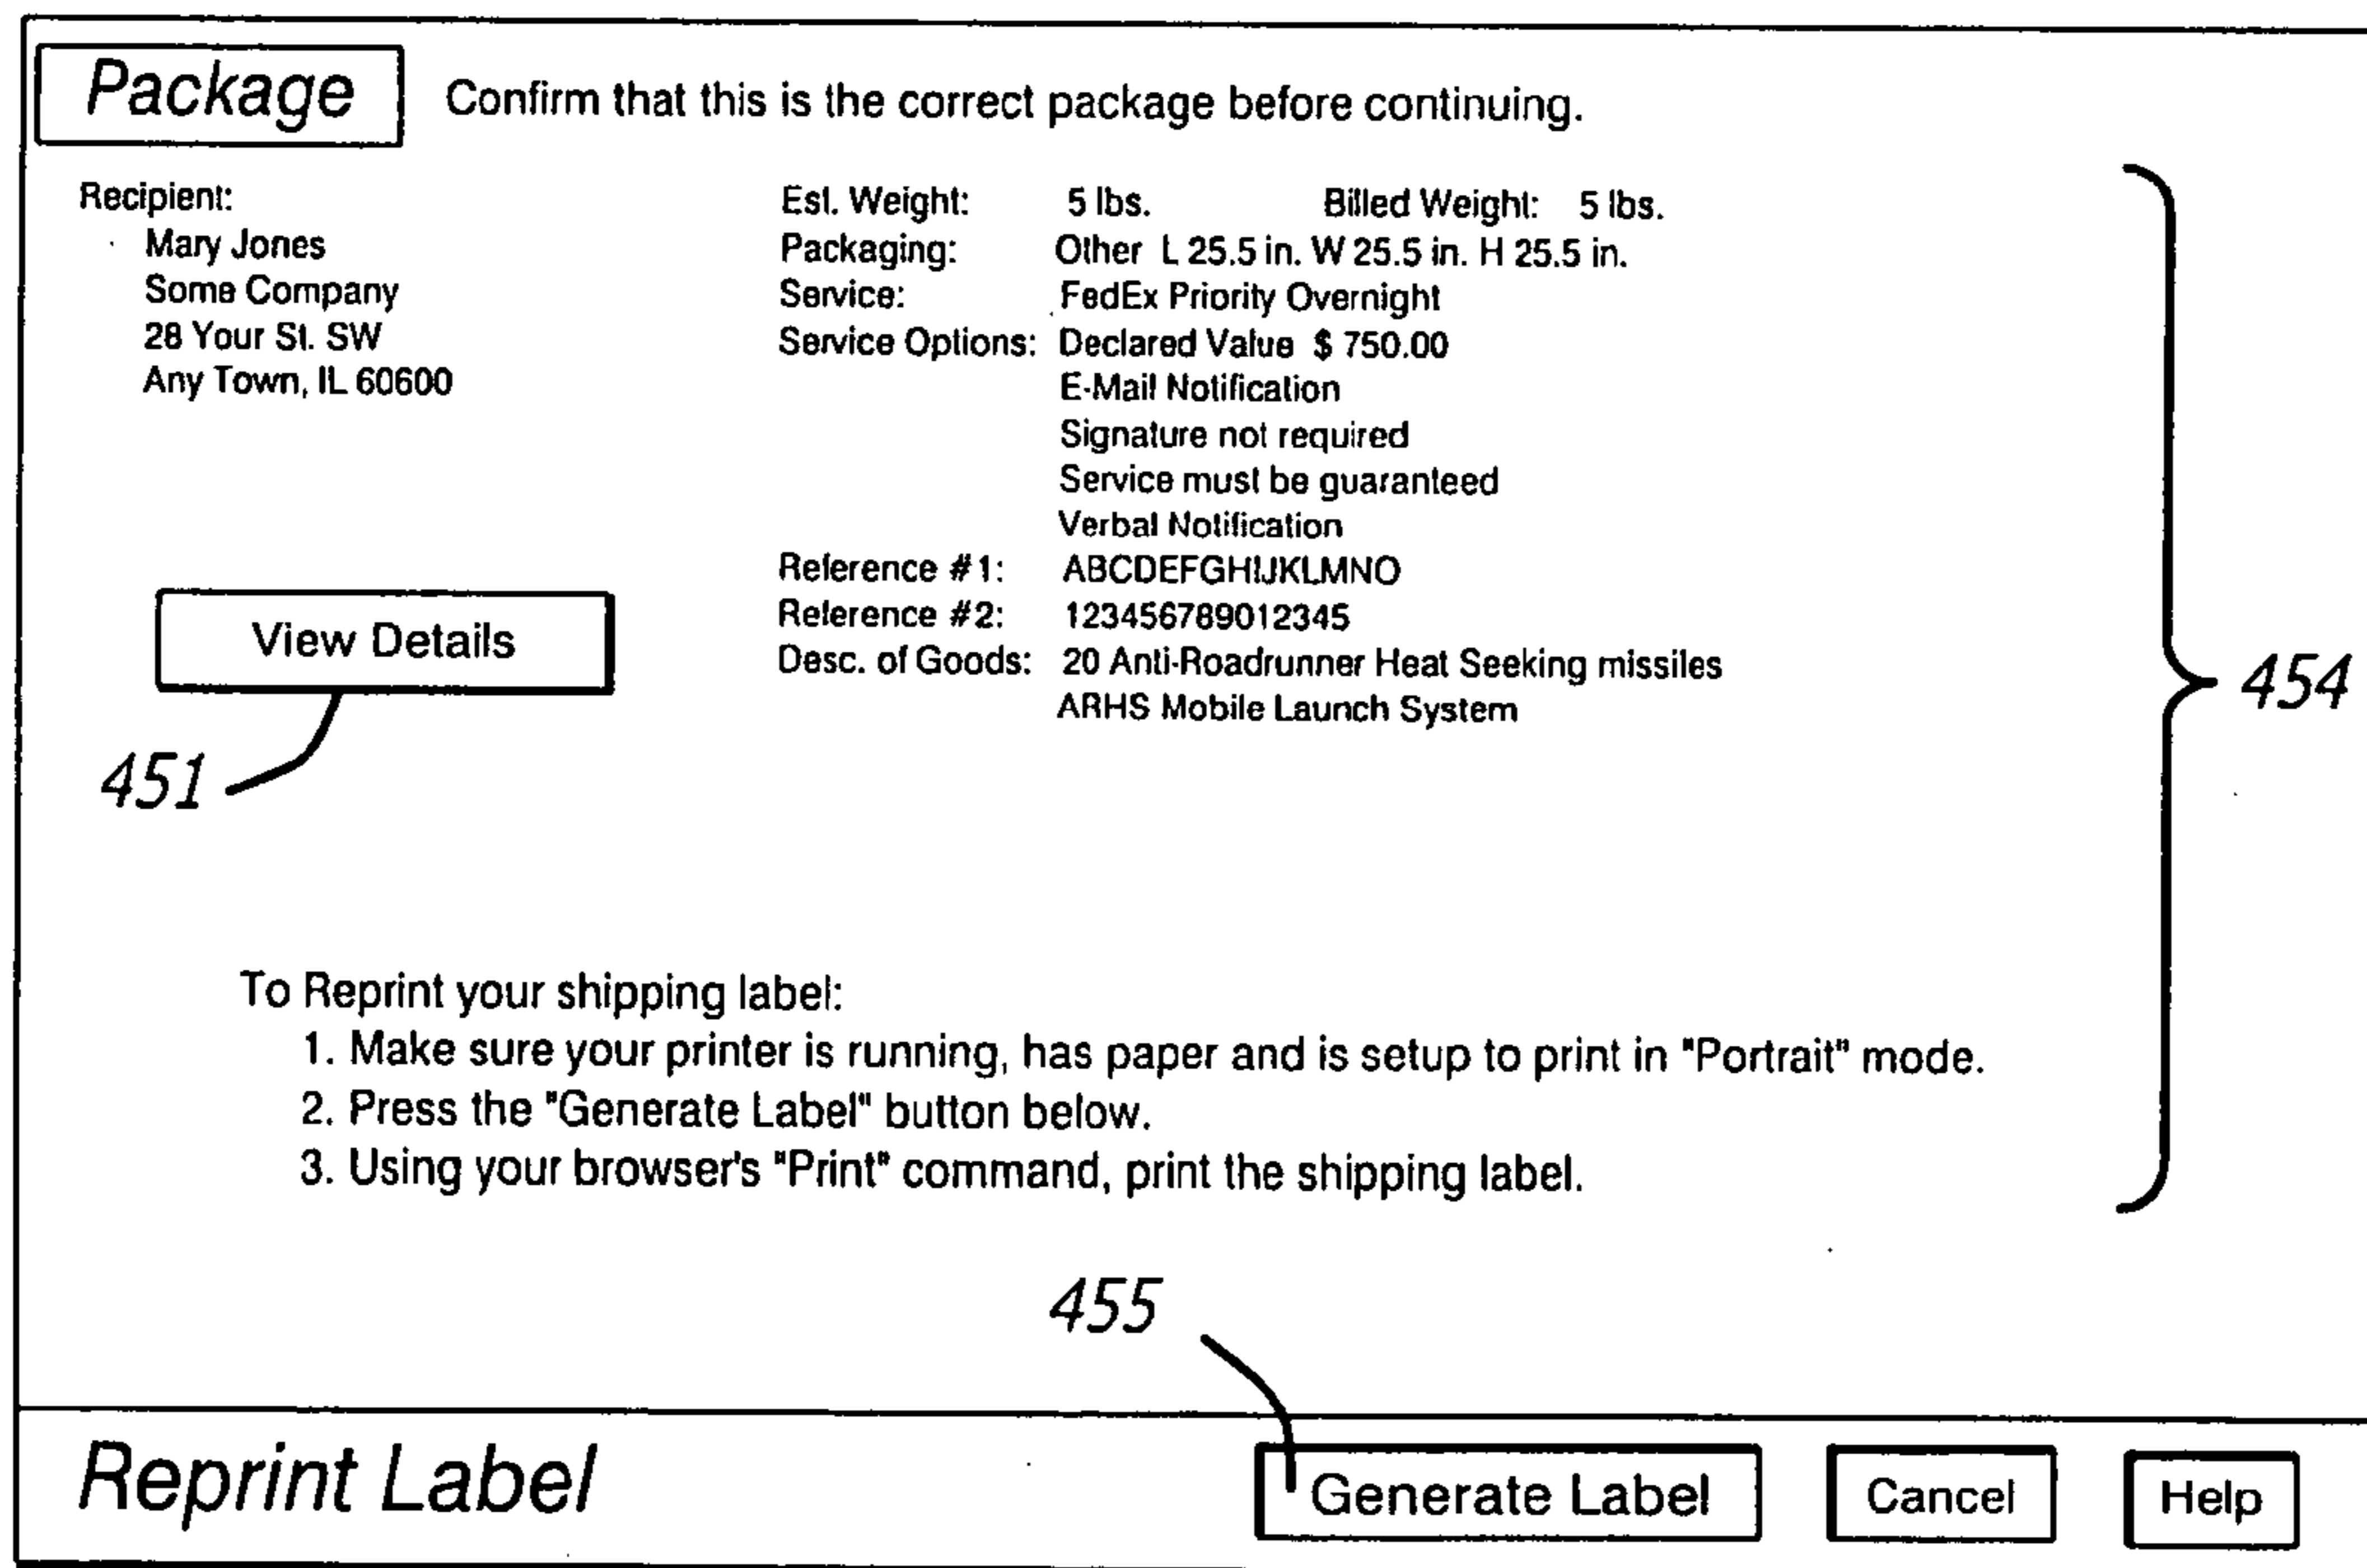 Package Confirm that this is the correct package before continuing.
Recipient:
Mary Jones
Some Company
28 Your St. SW
Any Town, IL 60600
View Details
451
Est. Weight: 5 lbs. Billed Weight: 5 lbs.
Packaging: Other L 25.5 in. W 25.5 in. H 25.5 in.
Service: FedEx Priority Overnight
Service Options: Declared Value $ 750.00
E-Mail Notification
Signature not required
Service must be guaranteed
Verbal Notification
Reference #1: ABCDEFGHIJKLMNO
Reference #2: 123456789012345
Desc. of Goods: 20 Anti-Roadrunner Heat Seeking missiles
ARHS Mobile Launch System
454
To Reprint your shipping label:
1. Make sure your printer is running, has paper and is setup to print in "Portrait" mode.
2. Press the "Generate Label" button below.
3. Using your browser's "Print" command, print the shipping label.
455
Reprint Label Generate Label Cancel Help